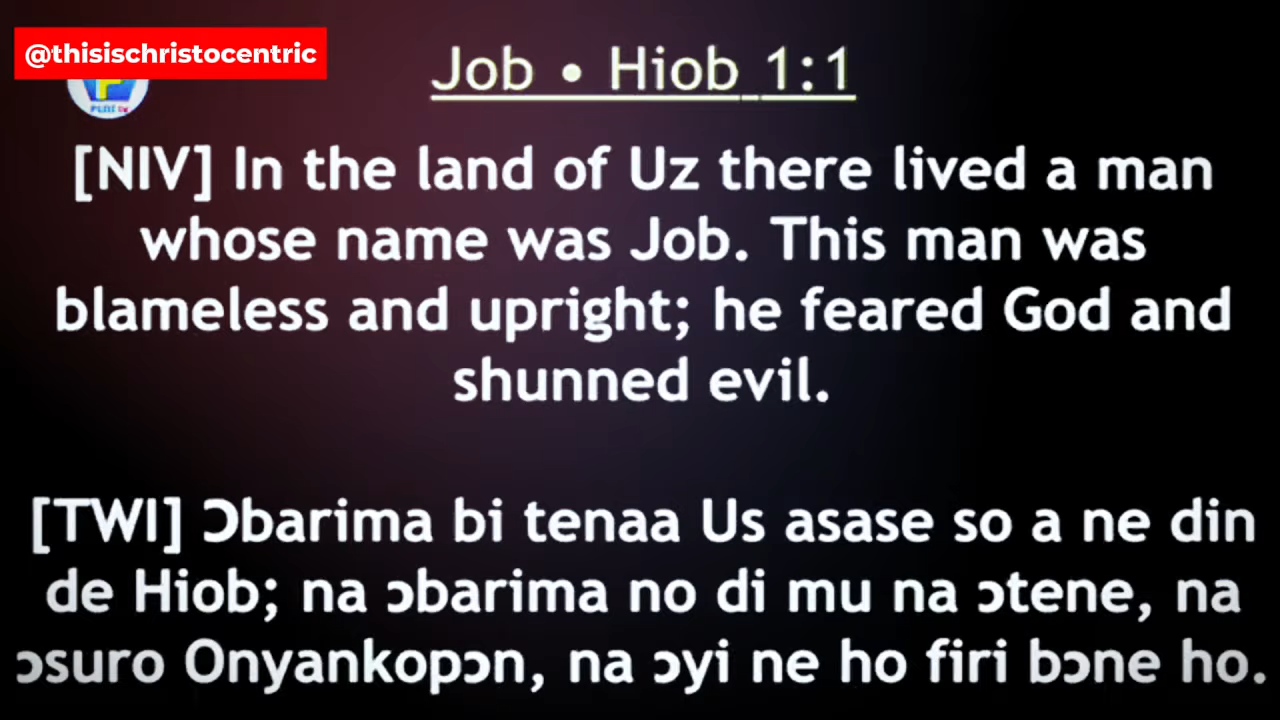 @thisischristocentric
Job • Hiob 1:1
[NIV] In the land of Uz there lived a man
whose name was Job. This man was
blameless and upright; he feared God and
shunned evil.
[TWI] Ɔbarima bi tenaa Us asase so a ne din
de Hiob; na ɔbarima no di mu na ɔtene, na
ɔsuro Onyankopɔn, na ɔyi ne ho firi bɔne ho.